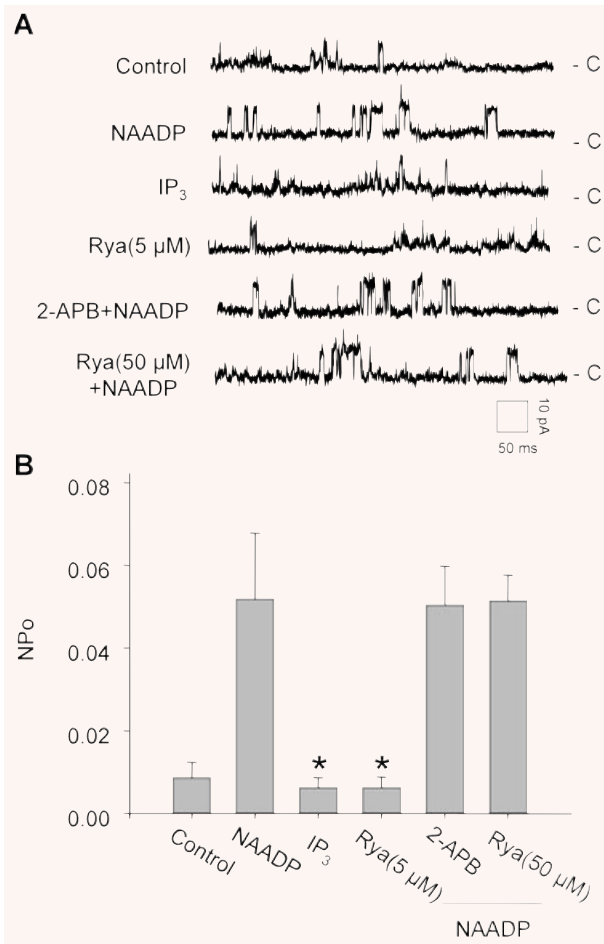 A
Control
- C
NAADP
- C
IP₃
- C
Rya(5 µM)
- C
2-APB+NAADP
- C
Rya(50 µM)
+NAADP
- C
10 pA
50 ms
B
NPo
0.08
0.06
0.04
0.02
0.00
*
*
Control
NAADP
IP₃
Rya(5 µM)
2-APB
Rya(50 µM)
NAADP